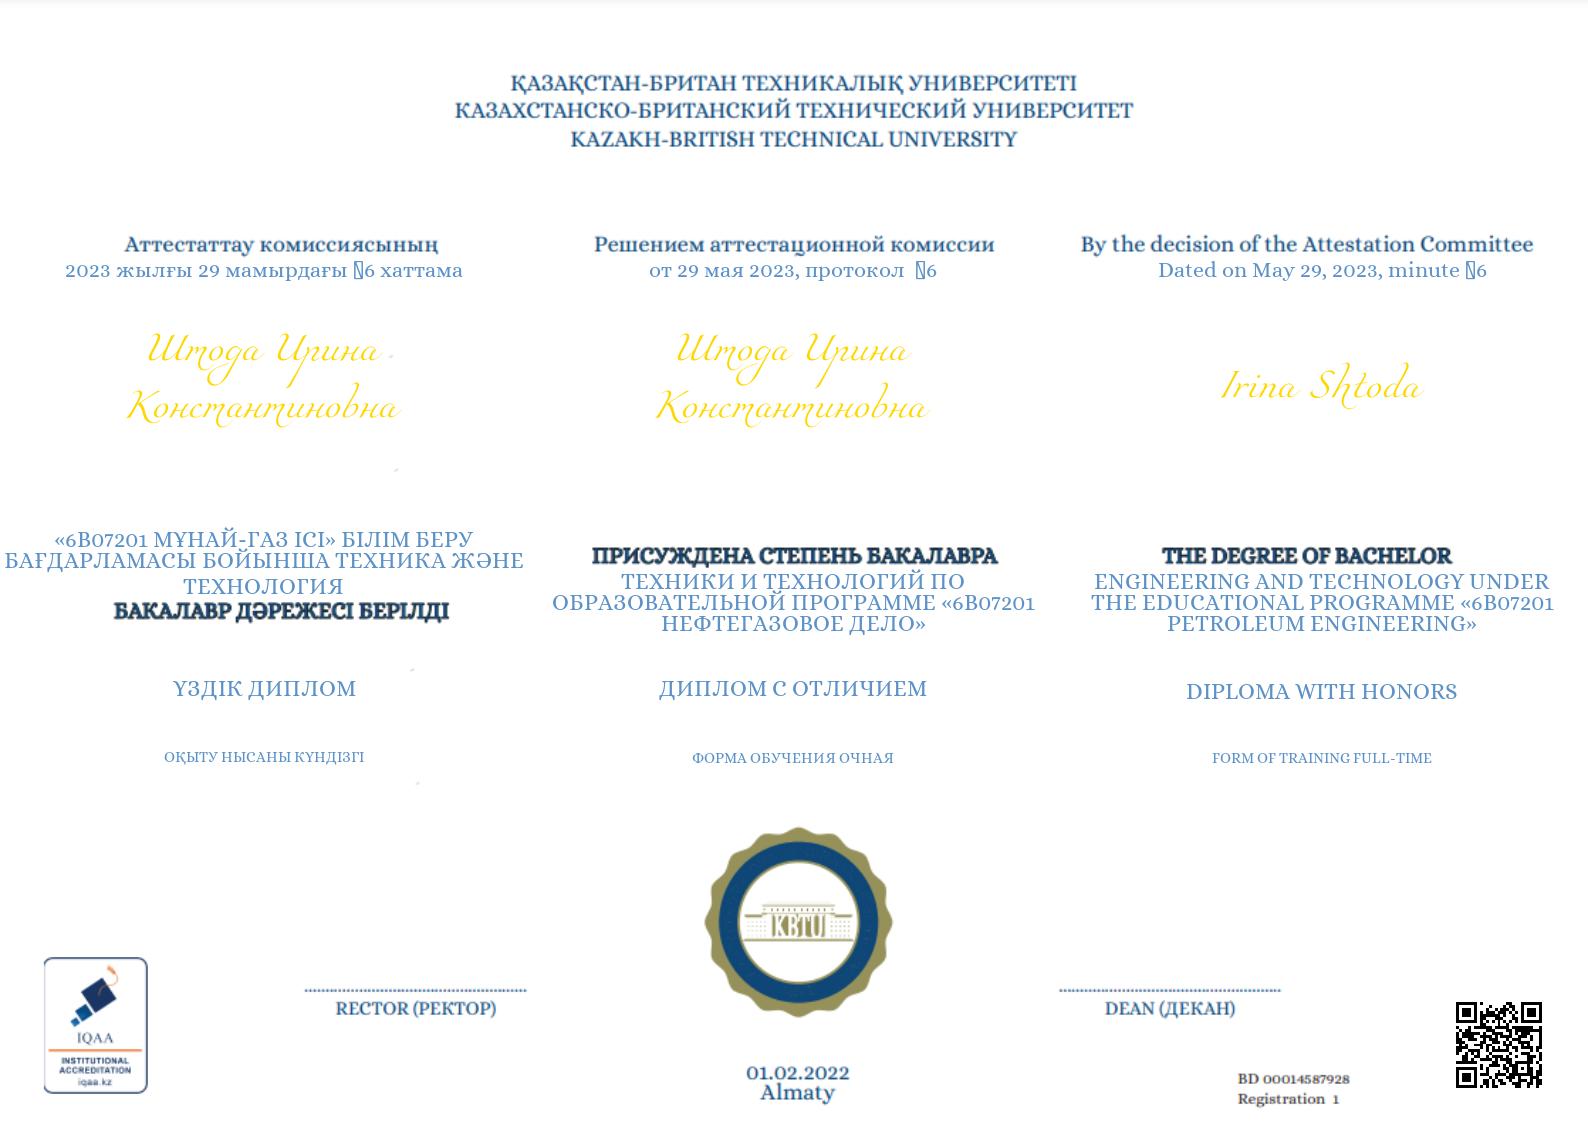 ҚАЗАҚСТАН-БРИТАН ТЕХНИКАЛЫҚ УНИВЕРСИТЕТІ
КАЗАХСТАНСКО-БРИТАНСКИЙ ТЕХНИЧЕСКИЙ УНИВЕРСИТЕТ
KAZAKH-BRITISH TECHNICAL UNIVERSITY
Аттестаттау комиссиясының
2023 жылғы 29 мамырдағы 6 хаттама
Штода Ирина
Константиновна
«6В07201 МҰНАЙ-ГАЗ ІСІ» БІЛІМ БЕРУ
БАҒДАРЛАМАСЫ БОЙЫНША ТЕХНИКА ЖӘНЕ
ТЕХНОЛОГИЯ
БАКАЛАВР ДӘРЕЖЕСІ БЕРІЛДІ
ҮЗДІК ДИПЛОМ
ОҚЫТУ НЫСАНЫ КҮНДІЗГІ
Решением аттестационной комиссии
от 29 мая 2023, протокол 6
Штода Ирина
Константиновна
ПРИСУЖДЕНА СТЕПЕНЬ БАКАЛАВРА
ТЕХНИКИ И ТЕХНОЛОГИЙ ПО
ОБРАЗОВАТЕЛЬНОЙ ПРОГРАММЕ «6В07201
НЕФТЕГАЗОВОЕ ДЕЛО»
ДИПЛОМ С ОТЛИЧИЕМ
ФОРМА ОБУЧЕНИЯ ОЧНАЯ
By the decision of the Attestation Committee
Dated on May 29, 2023, minute 6
Irina Shtoda
THE DEGREE OF BACHELOR
ENGINEERING AND TECHNOLOGY UNDER
THE EDUCATIONAL PROGRAMME «6B07201
PETROLEUM ENGINEERING»
DIPLOMA WITH HONORS
FORM OF TRAINING FULL-TIME
KBTU
IQAA
INSTITUTIONAL
ACCREDITATION
iqaa.kz
RECTOR (РЕКТОР)
DEAN (ДЕКАН)
01.02.2022
Almaty
BD 00014587928
Registration 1